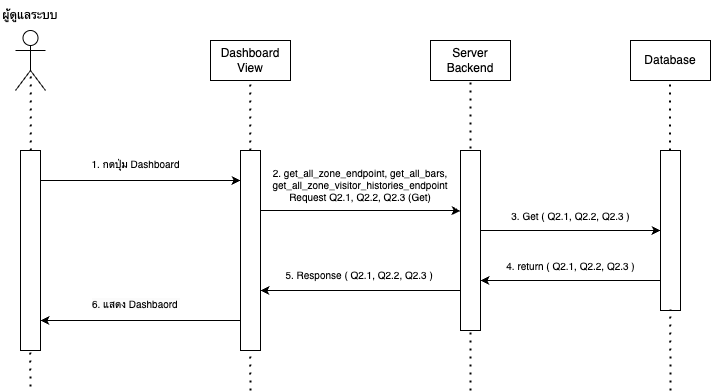 ผู้ดูแลระบบ
Dashboard
View
Server
Backend
Database
1. กดปุ่ม Dashboard
2. get_all_zone_endpoint, get_all_bars,
get_all_zone_visitor_histories_endpoint
Request Q2.1, Q2.2, Q2.3 (Get)
3. Get ( Q2.1, Q2.2, Q2.3 )
4. return ( Q2.1, Q2.2, Q2.3 )
5. Response ( Q2.1, Q2.2, Q2.3 )
6. แสดง Dashbaord